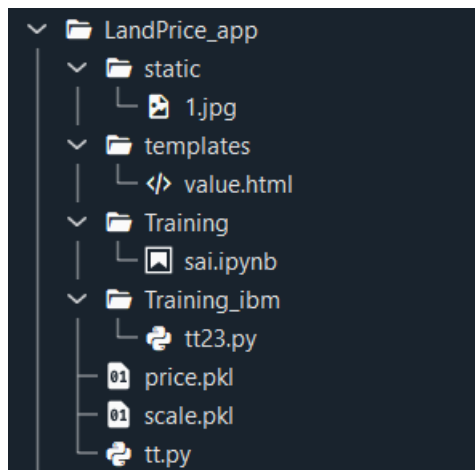 LandPrice_app
static
1.jpg
templates
value.html
Training
sai.ipynb
Training_ibm
tt23.py
01 price.pkl
01 scale.pkl
tt.py